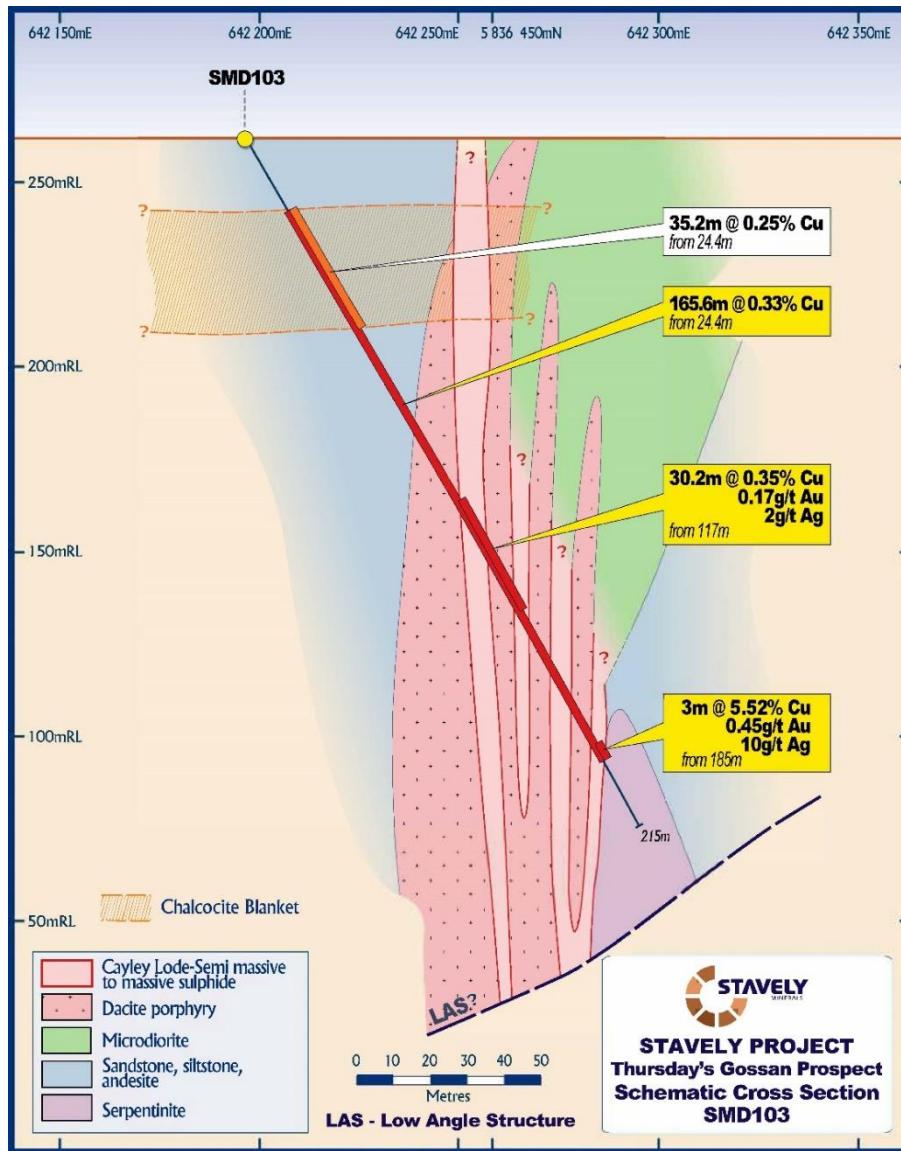 642 150mE
642 200mE
642 250mE
5 836 450mN
642 300mE
642 350mE
SMD103
250mRL
200mRL
150mRL
100mRL
50mRL
?
?
?
?
?
?
?
?
35.2m @ 0.25% Cu
from 24.4m
165.6m @ 0.33% Cu
from 24.4m
30.2m @ 0.35% Cu
0.17g/t Au
2g/t Ag
from 117m
3m @ 5.52% Cu
0.45g/t Au
10g/t Ag
from 185m
215m
Chalcocite Blanket
Cayley Lode-Semi massive
to massive sulphide
Dacite porphyry
Microdiorite
Sandstone, siltstone,
andesite
Serpentinite
LAS?
0 10 20 30 40 50
Metres
LAS - Low Angle Structure
STAVELY
MINERALS
STAVELY PROJECT
Thursday's Gossan Prospect
Schematic Cross Section
SMD103